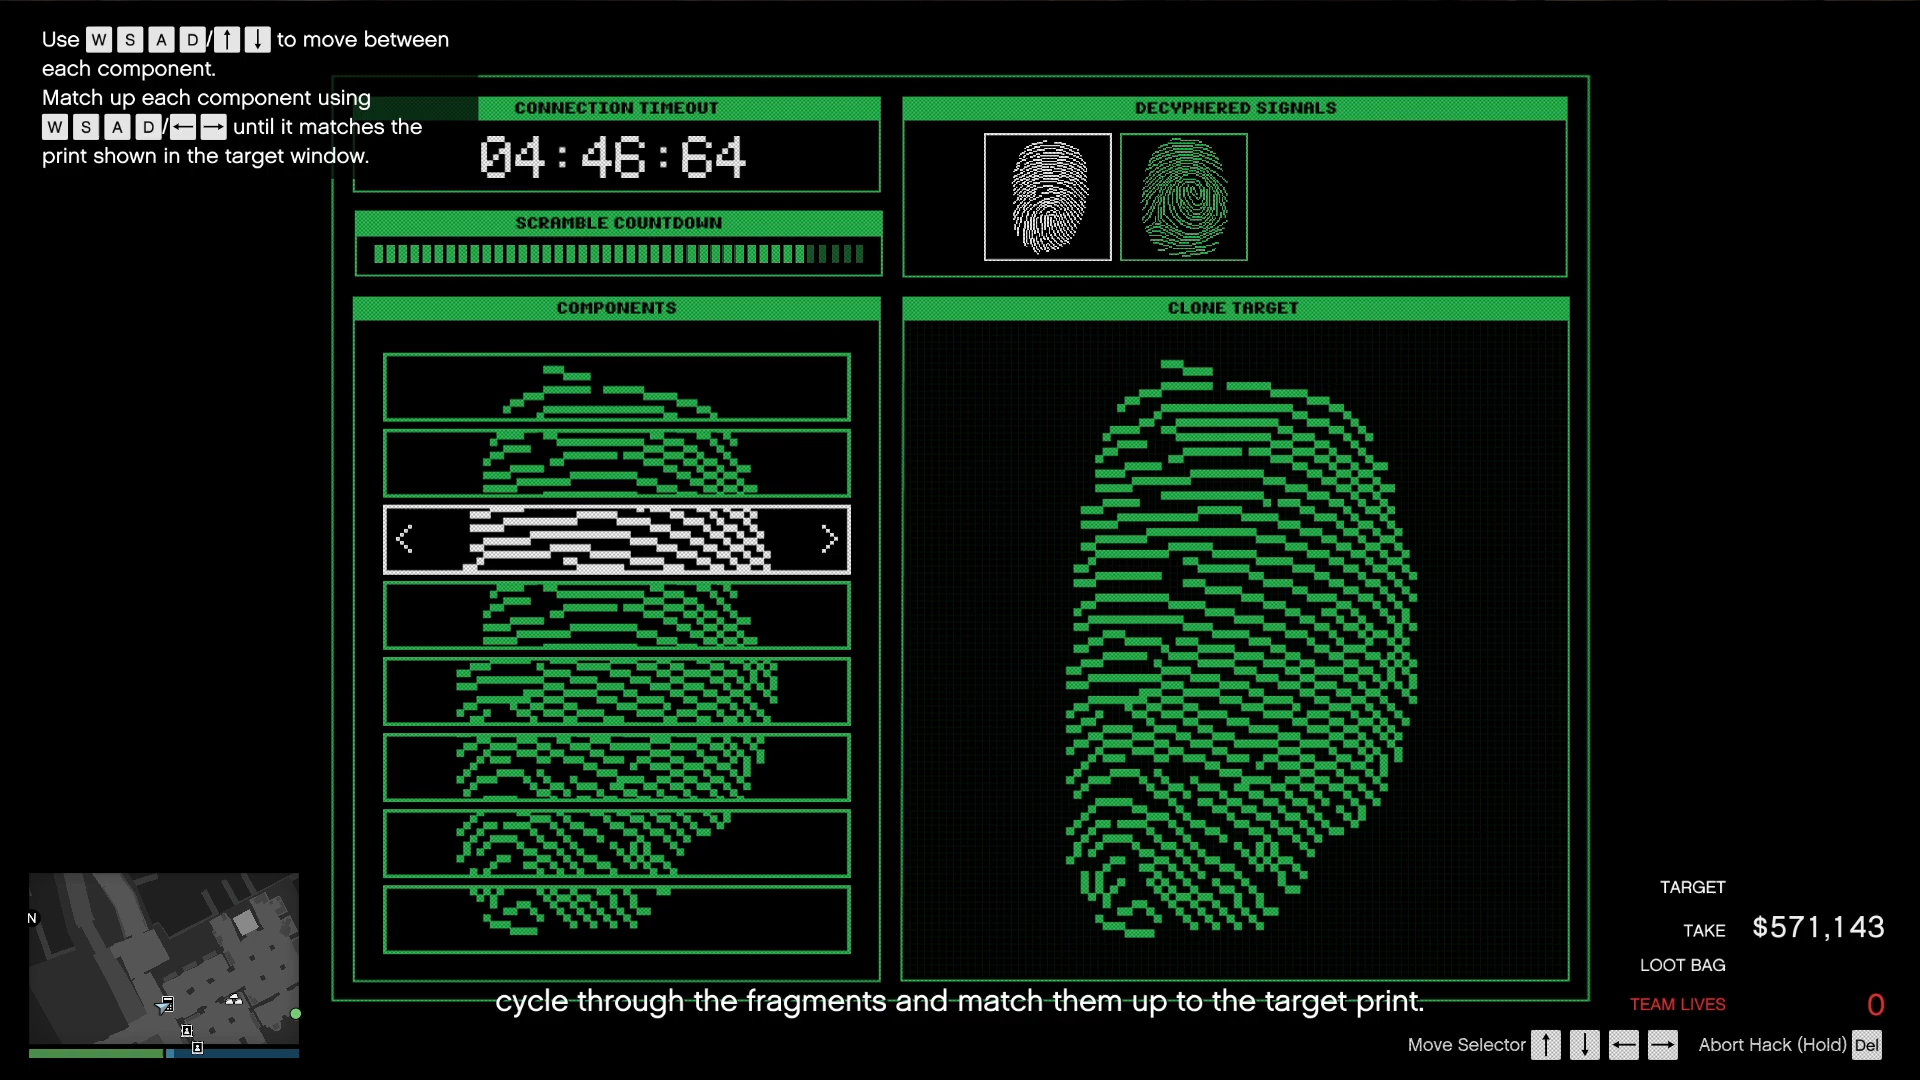 Use W S A D/↑ ↓ to move between
each component.
Match up each component using
W S A D/← → until it matches the
print shown in the target window.
CONNECTION TIMEOUT
04:46:64
SCRAMBLE COUNTDOWN
DECYPHERED SIGNALS
COMPONENTS
CLONE TARGET
N
TARGET
TAKE $571,143
LOOT BAG
TEAM LIVES 0
cycle through the fragments and match them up to the target print.
Move Selector ↑ ↓ ← → Abort Hack (Hold) Del